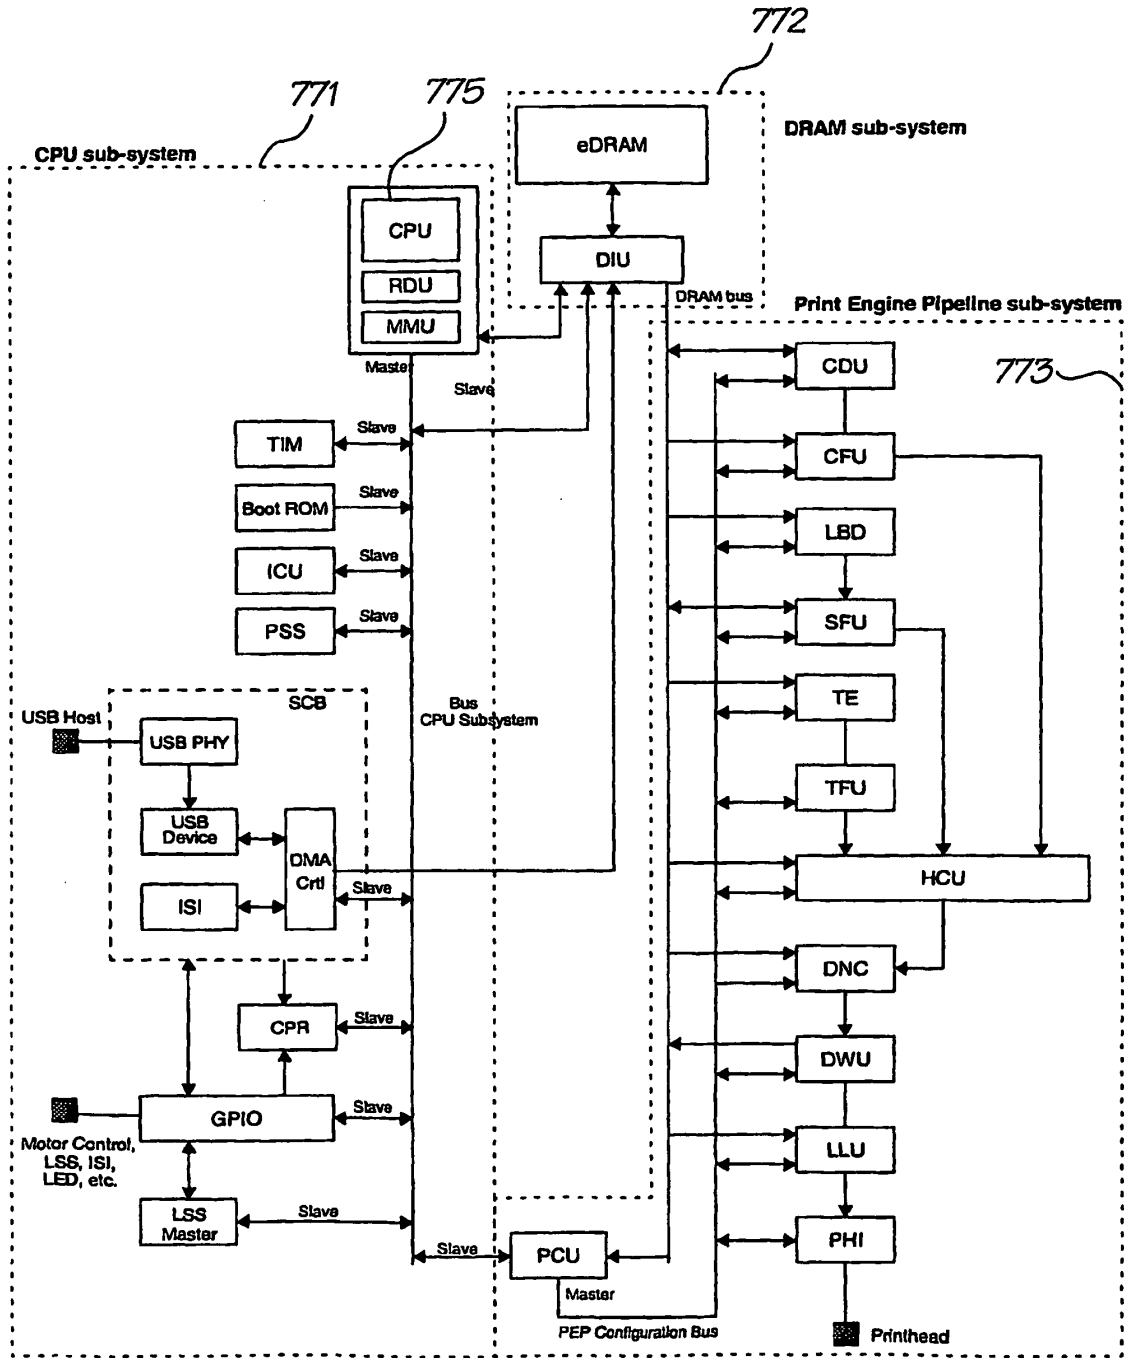 772
771
775
DRAM sub-system
CPU sub-system
eDRAM
CPU
DIU
RDU
DRAM bus
Print Engine Pipeline sub-system
MMU
Master
CDU
773
Slave
TIM
Slave
CFU
Boot ROM
Slave
LBD
ICU
Slave
PSS
Slave
SFU
SCB
TE
Bus
CPU Subsystem
USB Host
USB PHY
TFU
USB
Device
DMA
Crtl
Slave
HCU
ISI
DNC
CPR
Slave
DWU
GPIO
Slave
Motor Control,
LSS, ISI,
LED, etc.
LLU
LSS
Master
Slave
PHI
Slave
PCU
Master
PEP Configuration Bus
Printhead